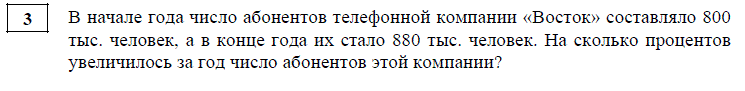 3
В начале года число абонентов телефонной компании «Восток» составляло 800
тыс. человек, а в конце года их стало 880 тыс. человек. На сколько процентов
увеличилось за год число абонентов этой компании?